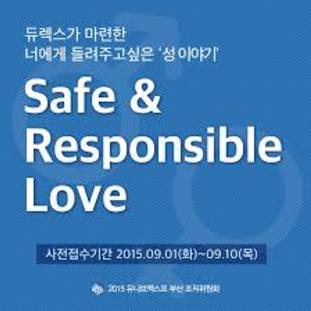 듀렉스가 마련한
너에게 들려주고싶은 '성 이야기'
Safe &
Responsible
Love
사전접수기간 2015.09.01(화)~09.10(목)
2015 유니브엑스포 부산 조직위원회